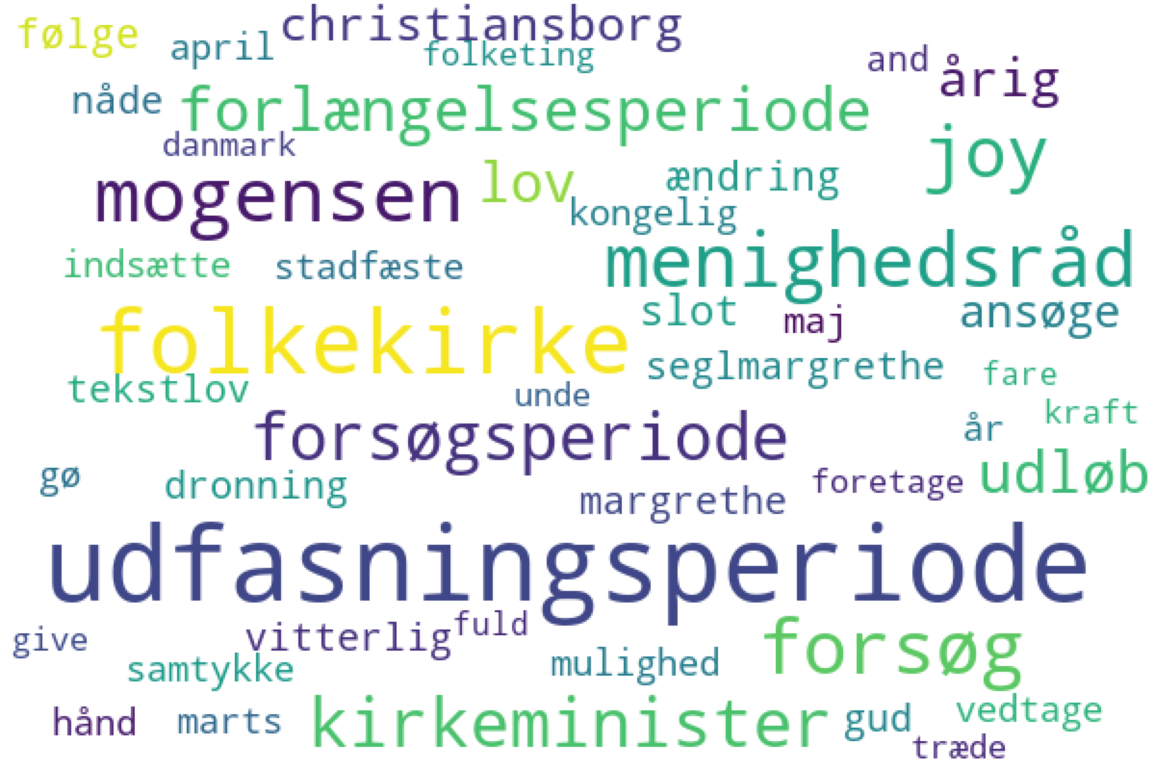 følge
april
christiansborg
folketing
and
årig
nåde
forlængelsesperiode
danmark
joy
mogensen
lov
ændring
kongelig
menighedsråd
indsætte
stadfæste
slot
maj
ansøge
folkekirke
seglmargrethe
fare
tekstlov
unde
kraft
forsøgsperiode
år
gø
dronning
margrethe
foretage
udløb
udfasningsperiode
give
vitterlig
fuld
forsøg
samtykke
mulighed
hånd
marts
kirkeminister
gud
vedtage
træde